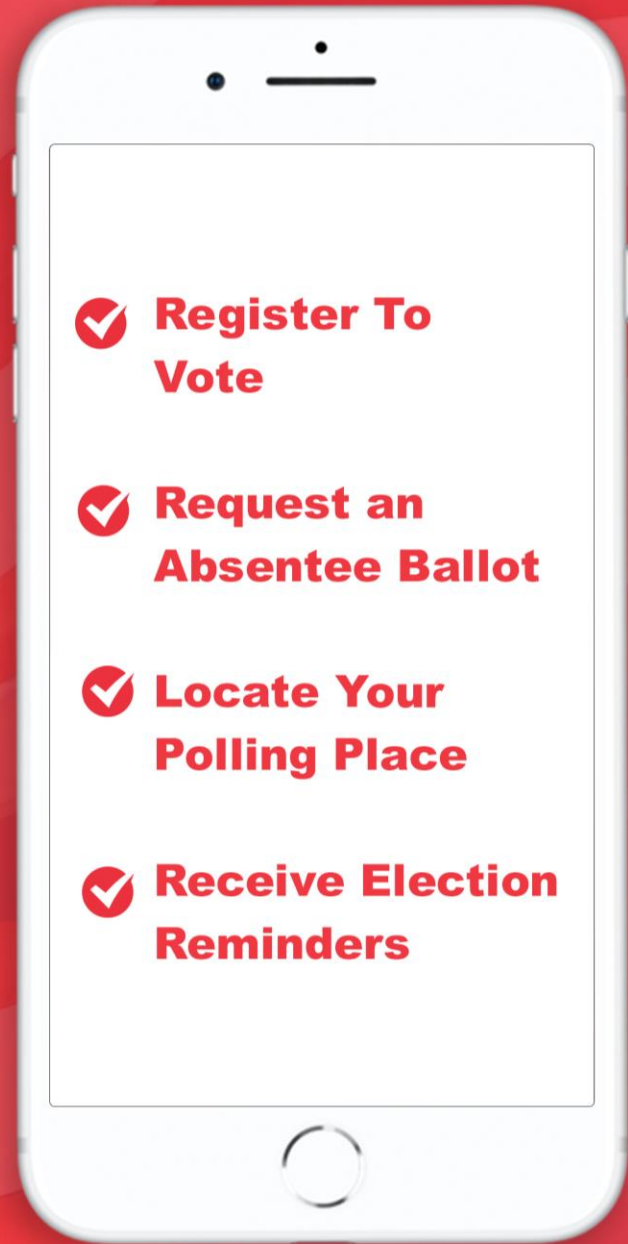 Register To
Vote
Request an
Absentee Ballot
Locate Your
Polling Place
Receive Election
Reminders